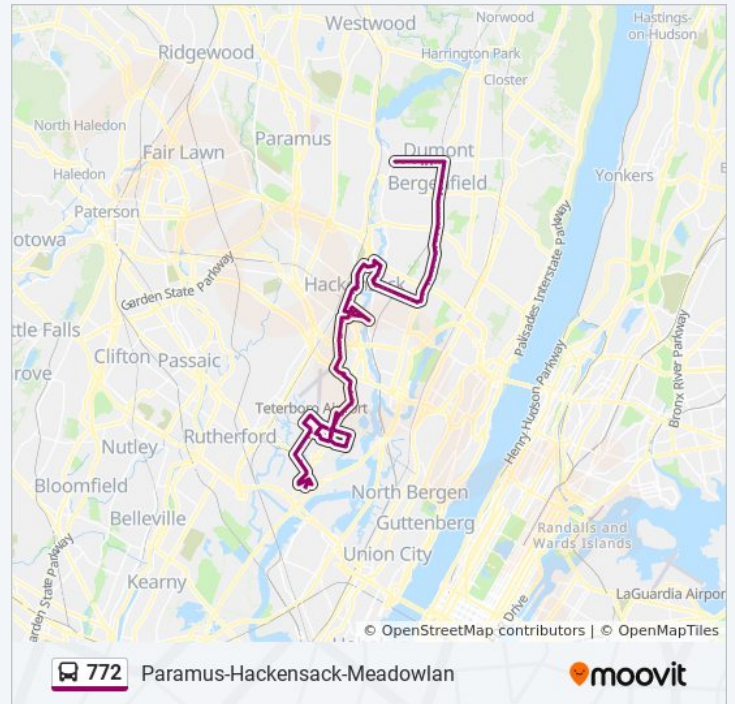 Westwood
Norwood
Hastings-
on-Hudson
Ridgewood
Harrington Park
Closter
North Haledon
Paramus
Fair Lawn
Dumont
Haledon
Bergenfield
Yonkers
Paterson
otowa
Palisades Interstate Parkway
Garden State Parkway
Hackensack
ttle Falls
Clifton
Passaic
rove
Bronx River Parkway
Henry Hudson Parkway
Teterboro Airport
Rutherford
Nutley
Bloomfield
North Bergen
Belleville
Guttenberg
Randalls and
Wards Islands
Union City
arden State Parkway
Kearny
Drive
LaGuardia Airpor
© OpenStreetMap contributors | © OpenMapTiles
772 Paramus-Hackensack-Meadowlan
moovit